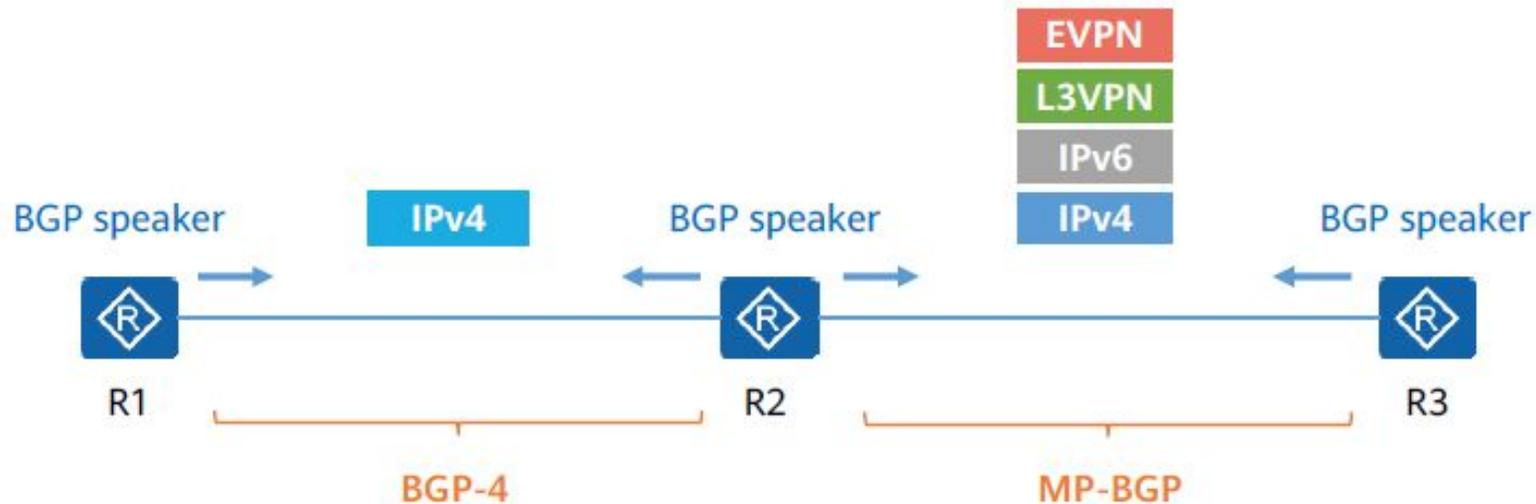 EVPN
L3VPN
IPv6
BGP speaker
IPv4
BGP speaker
IPv4
BGP speaker
R
R
R
R1
R2
R3
BGP-4
MP-BGP